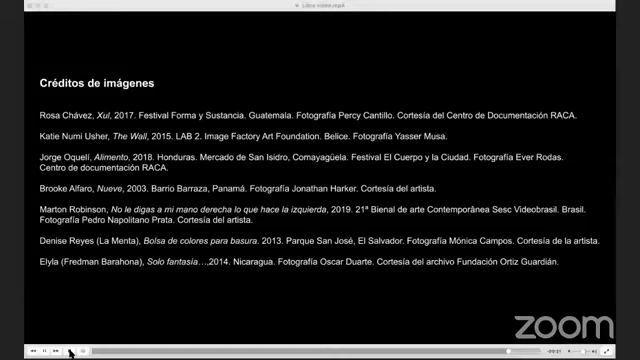 Libro video.mp4
Créditos de imágenes
Rosa Chávez, Xul, 2017. Festival Forma y Sustancia. Guatemala. Fotografía Percy Cantillo. Cortesía del Centro de Documentación RACA.
Katie Numi Usher, The Wall, 2015. LAB 2. Image Factory Art Foundation. Belice. Fotografía Yasser Musa.
Jorge Oquelí, Alimento, 2018. Honduras. Mercado de San Isidro, Comayagüela. Festival El Cuerpo y la Ciudad. Fotografía Ever Rodas.
Centro de documentación RACA.
Brooke Alfaro, Nueve, 2003. Barrio Barraza, Panamá. Fotografía Jonathan Harker. Cortesía del artista.
Marton Robinson, No le digas a mi mano derecha lo que hace la izquierda, 2019. 21ª Bienal de arte Contemporânea Sesc Videobrasil. Brasil.
Fotografía Pedro Napolitano Prata. Cortesía del artista.
Denise Reyes (La Menta), Bolsa de colores para basura. 2013. Parque San José, El Salvador. Fotografía Mónica Campos. Cortesía de la artista.
Elyla (Fredman Barahona), Solo fantasía…,2014. Nicaragua. Fotografía Oscar Duarte. Cortesía del archivo Fundación Ortiz Guardián.
zoom